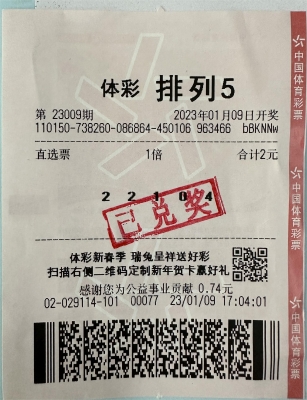 体彩 排列5
第 23009期 2023年01月09日开奖
110150-738260-086864-450106 963466 bBKNNw
直选票 1倍 合计2元
2 2 1 0 4
已兑奖
体彩新春季 瑞兔呈祥送好彩
扫描右侧二维码定制新年贺卡赢好礼
感谢您为公益事业贡献 0.74元
02-029114-101 00077 23/01/09 17:04:01
中国体育彩票
中国体育彩票
中国体育彩